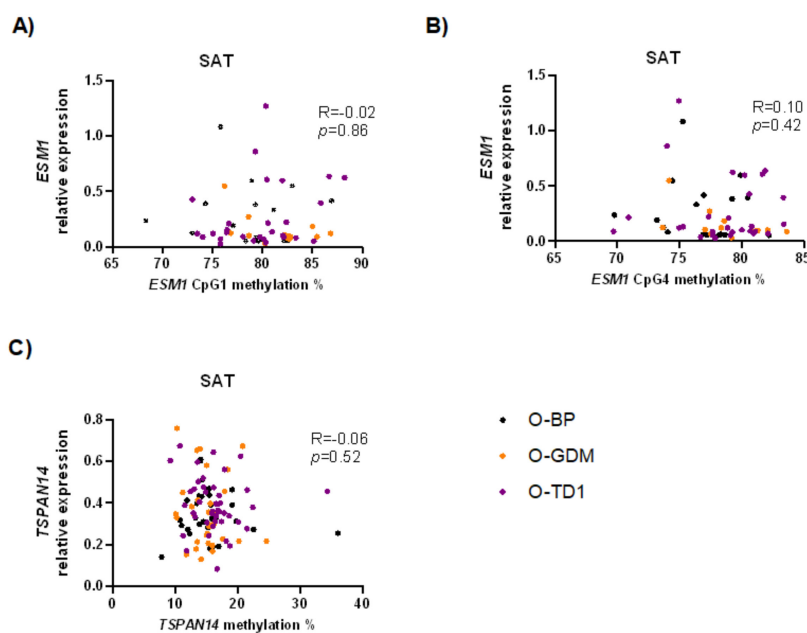 A)
SAT
R=-0.02
p=0.86
ESM1
relative expression
1.5
1.0
0.5
0.0
65 70 75 80 85 90
ESM1 CpG1 methylation %
B)
SAT
R=0.10
p=0.42
ESM1
relative expression
1.5
1.0
0.5
0.0
65 70 75 80 85
ESM1 CpG4 methylation %
C)
SAT
R=-0.06
p=0.52
TSPAN14
relative expression
0.8
0.6
0.4
0.2
0.0
0 10 20 30 40
TSPAN14 methylation %
O-BP
O-GDM
O-TD1